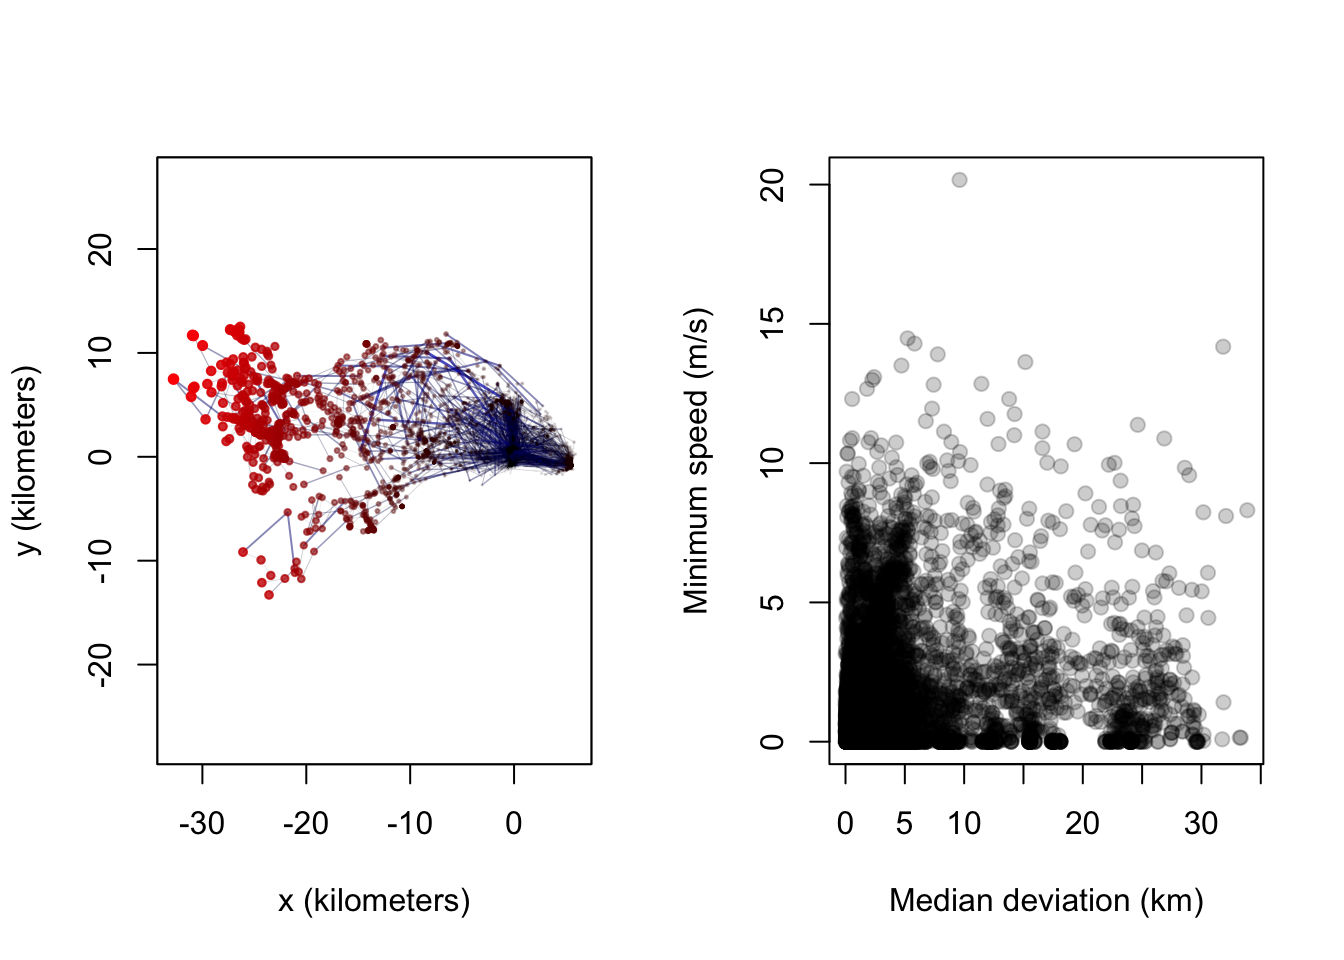 20
10
0
-10
-20
y (kilometers)
-30 -20 -10 0
x (kilometers)
20
15
10
5
0
Minimum speed (m/s)
0 5 10 20 30
Median deviation (km)